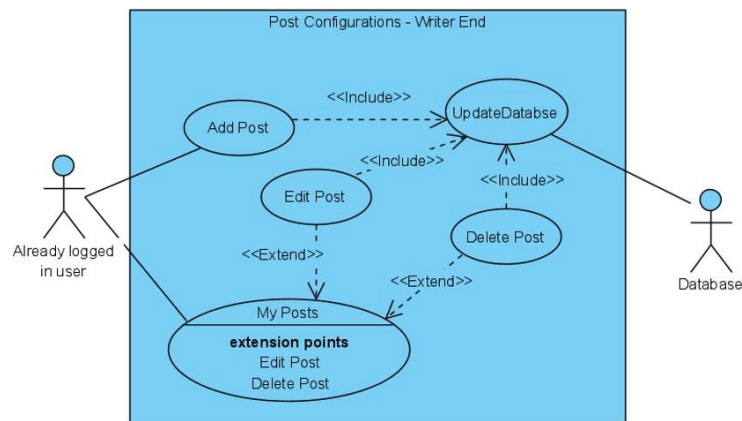 Post Configurations - Writer End
<<Include>>
UpdateDatabse
Add Post
<<Include>>
Edit Post
<<Include>>
Delete Post
Already logged
in user
<<Extend>>
<<Extend>>
Database
My Posts
extension points
Edit Post
Delete Post